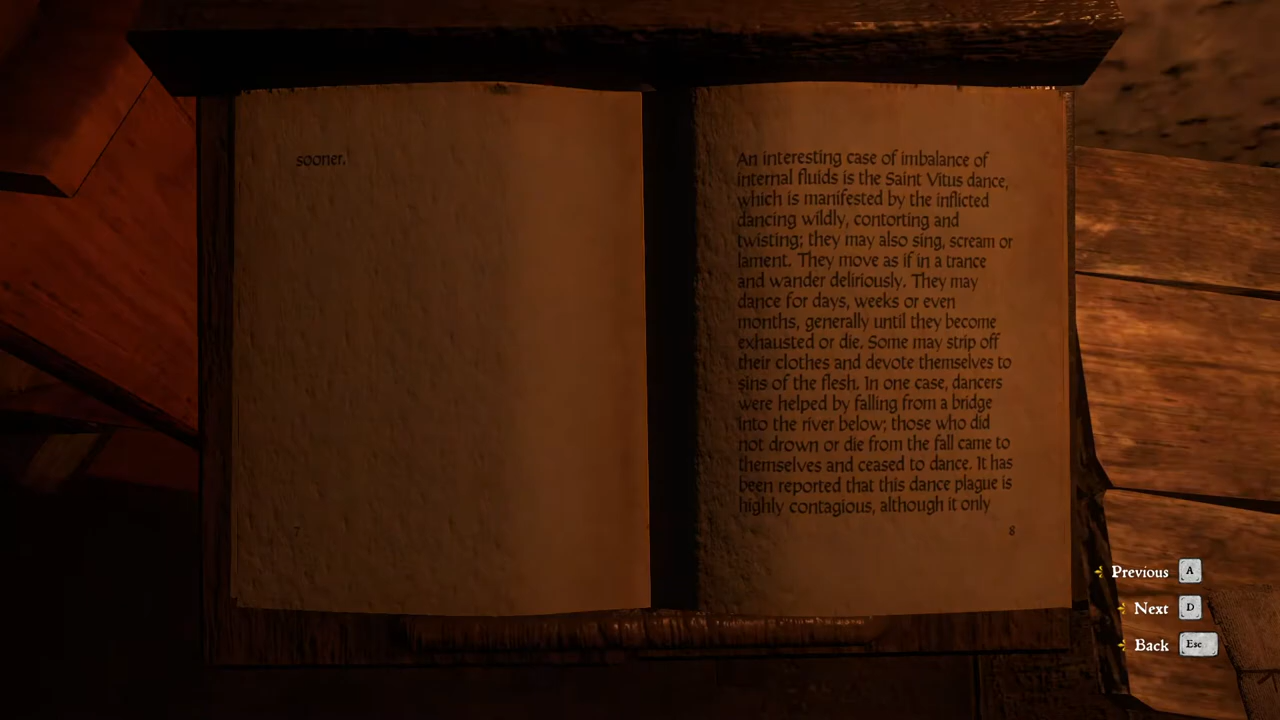 sooner.
7
An interesting case of imbalance of
internal fluids is the Saint Vitus dance,
which is manifested by the inflicted
dancing wildly, contorting and
twisting; they may also sing, scream or
lament. They move as if in a trance
and wander deliriously. They may
dance for days, weeks or even
months, generally until they become
exhausted or die. Some may strip off
their clothes and devote themselves to
sins of the flesh. In one case, dancers
were helped by falling from a bridge
into the river below; those who did
not drown or die from the fall came to
themselves and ceased to dance. It has
been reported that this dance plague is
highly contagious, although it only
8
Previous A
Next D
Back Esc